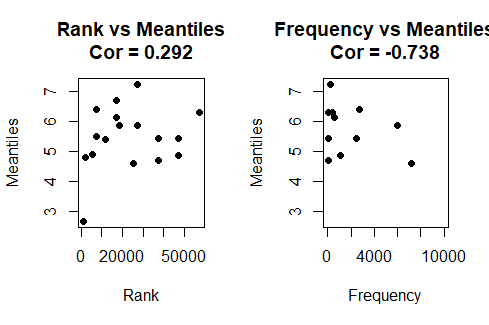 Rank vs Meantiles
Cor = 0.292
Meantiles
3 4 5 6 7
0 20000 50000
Rank
Frequency vs Meantiles
Cor = -0.738
Meantiles
3 4 5 6 7
0 4000 10000
Frequency